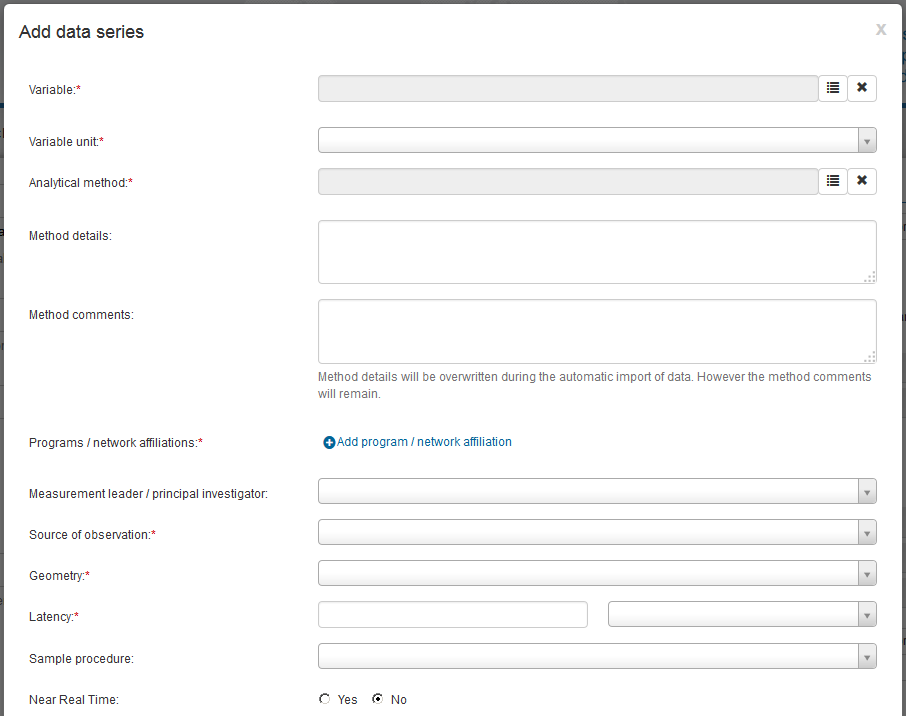 Add data series
x
Variable:*
Variable unit:*
Analytical method:*
Method details:
Method comments:
Method details will be overwritten during the automatic import of data. However the method comments
will remain.
Programs / network affiliations:*
Add program / network affiliation
Measurement leader / principal investigator:
Source of observation:*
Geometry:*
Latency:*
Sample procedure:
Near Real Time:
Yes No